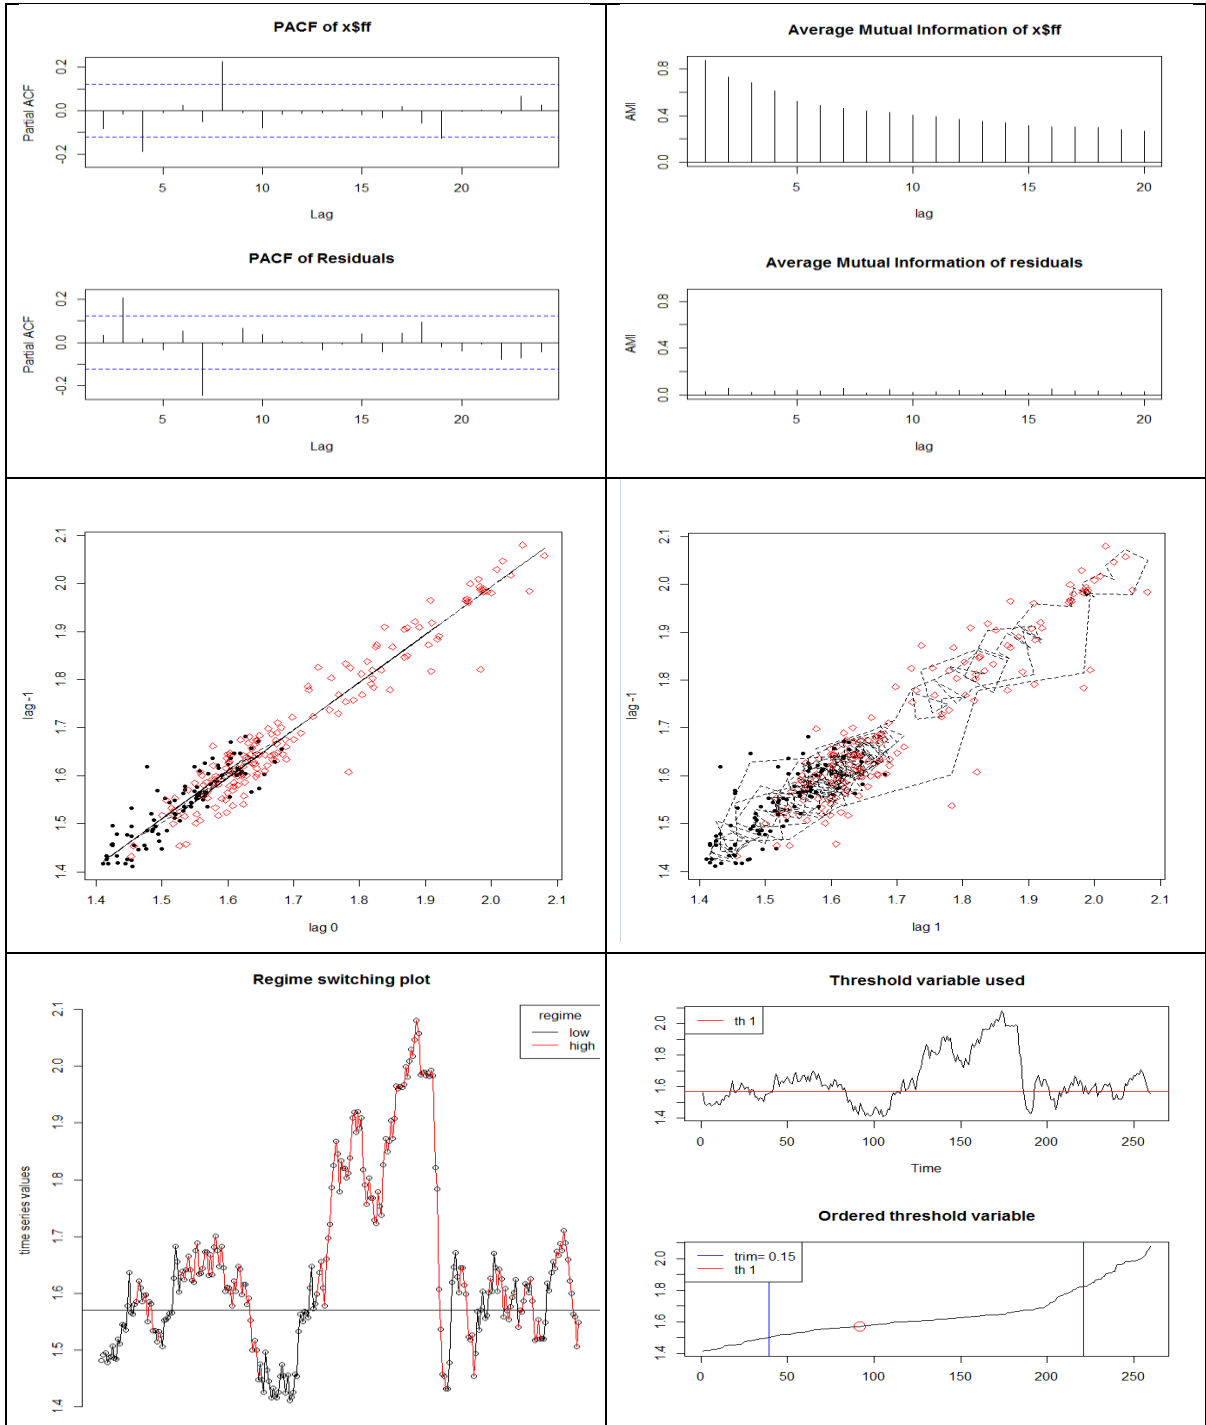 PACF of x$ff
Partial ACF
0.2
0.0
-0.2
5 10 15 20
Lag
PACF of Residuals
Partial ACF
0.2
0.0
-0.2
5 10 15 20
Lag
Average Mutual Information of x$ff
AMI
0.8
0.4
0.0
5 10 15 20
lag
Average Mutual Information of residuals
AMI
0.8
0.4
0.0
5 10 15 20
lag
lag -1
2.1
2.0
1.9
1.8
1.7
1.6
1.5
1.4
1.4 1.5 1.6 1.7 1.8 1.9 2.0 2.1
lag 0
lag -1
2.1
2.0
1.9
1.8
1.7
1.6
1.5
1.4
1.4 1.5 1.6 1.7 1.8 1.9 2.0 2.1
lag 1
Regime switching plot
time series values
2.1
2.0
1.9
1.8
1.7
1.6
1.5
1.4
regime
low
high
Threshold variable used
th 1
2.0
1.8
1.6
1.4
0 50 100 150 200 250
Time
Ordered threshold variable
trim= 0.15
th 1
2.0
1.8
1.6
1.4
0 50 100 150 200 250